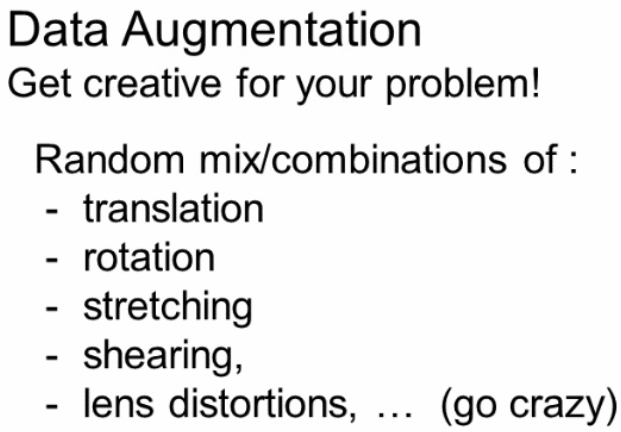 Data Augmentation
Get creative for your problem!
Random mix/combinations of :
- translation
- rotation
- stretching
- shearing,
- lens distortions, … (go crazy)